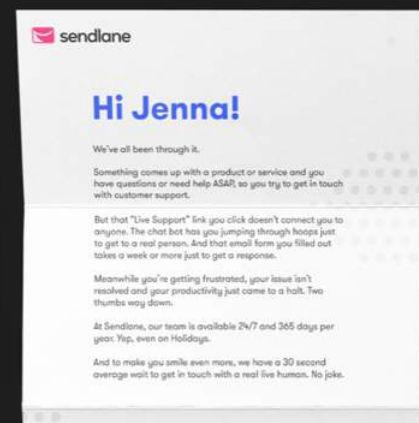 sendlane
Hi Jenna!
We've all been through it.
Something comes up with a product or service and you
have questions or need help ASAP, so you try to get in touch
with customer support.
But that "Live Support" link you click doesn't connect you to
anyone. The chat bot has you jumping through hoops just
to get to a real person. And that email form you filled out
takes a week or more just to get a response.
Meanwhile you're getting frustrated, your issue isn't
resolved and your productivity just came to a halt. Two
thumbs way down.
At Sendlane, our team is available 24/7 and 365 days per
year. Yep, even on Holidays.
And to make you smile even more, we have a 30 second
average wait to get in touch with a real live human. No joke.